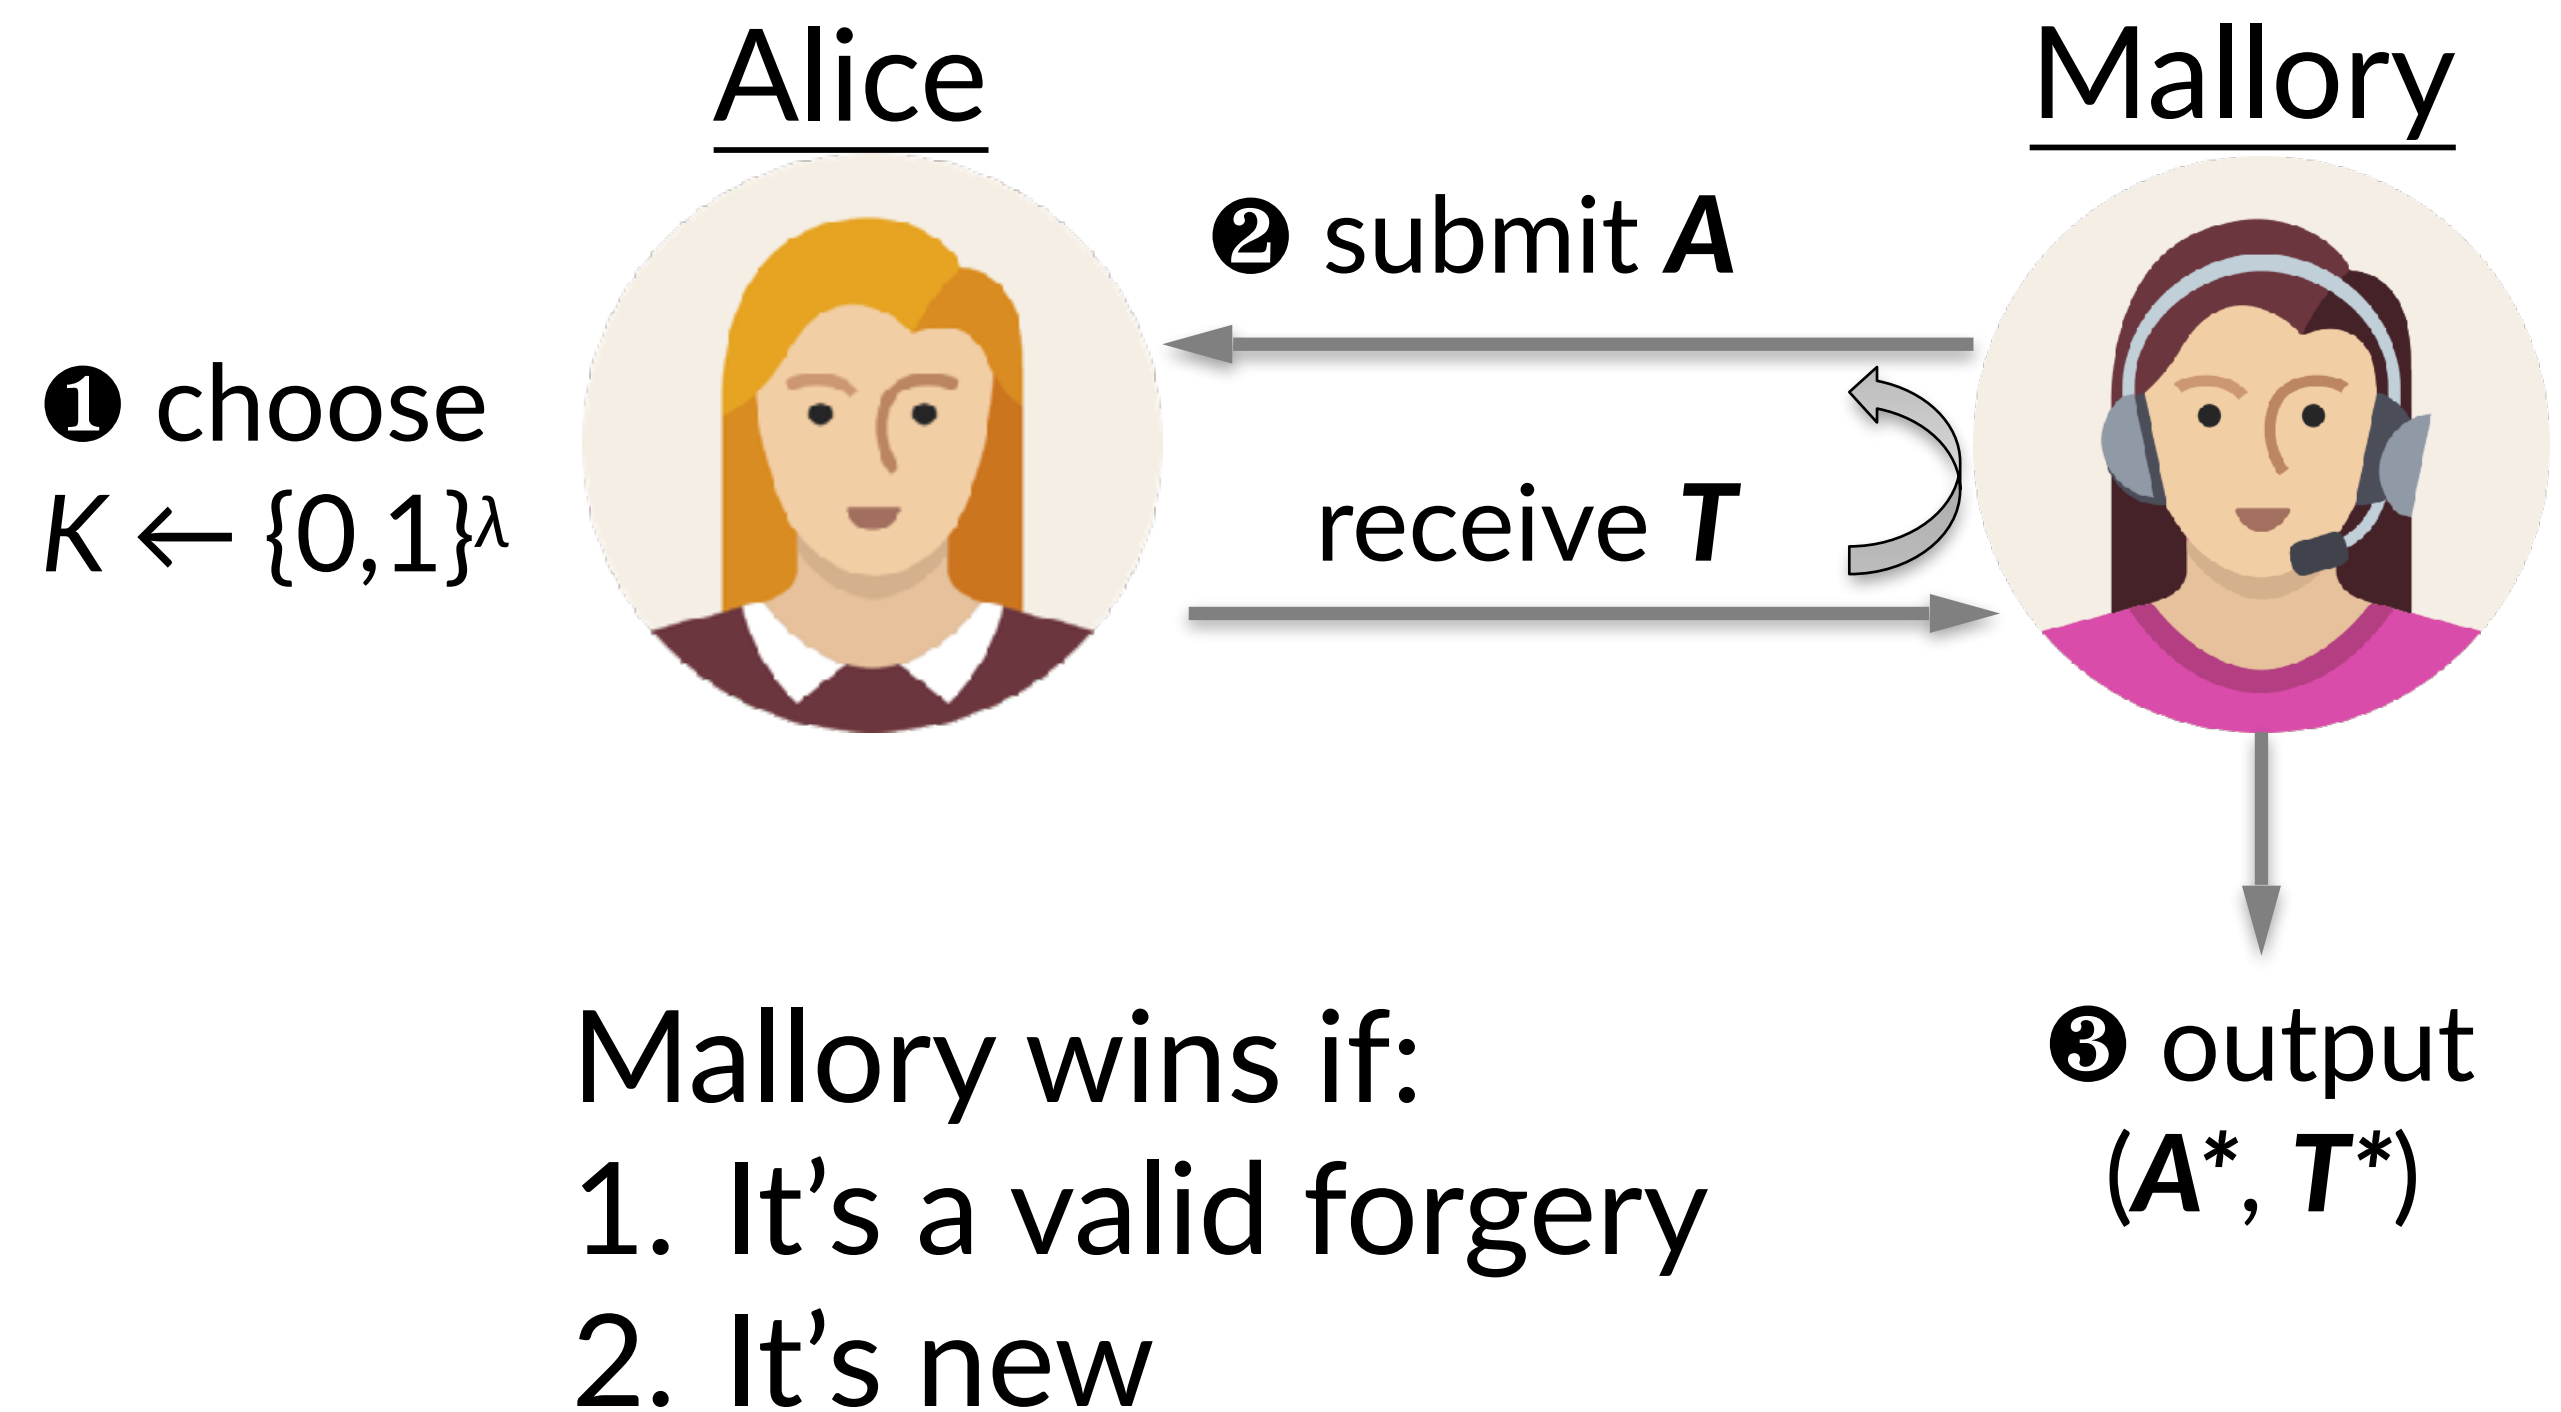 Alice
Mallory
❶ choose
K ← {0,1}^λ
❷ submit A
receive T
❸ output
(A*, T*)
Mallory wins if:
1. It’s a valid forgery
2. It’s new